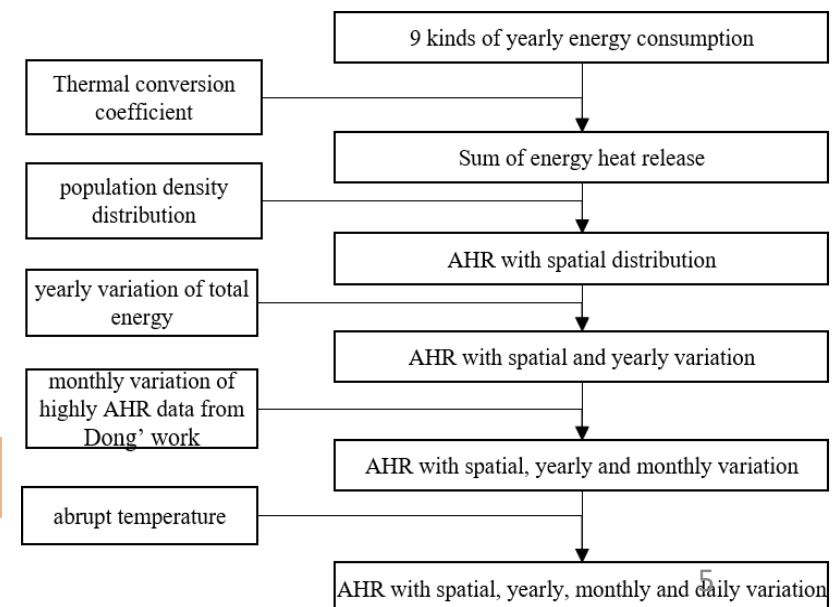 9 kinds of yearly energy consumption
Thermal conversion
coefficient
Sum of energy heat release
population density
distribution
AHR with spatial distribution
yearly variation of total
energy
AHR with spatial and yearly variation
monthly variation of
highly AHR data from
Dong’ work
AHR with spatial, yearly and monthly variation
abrupt temperature
AHR with spatial, yearly, monthly and daily variation
5